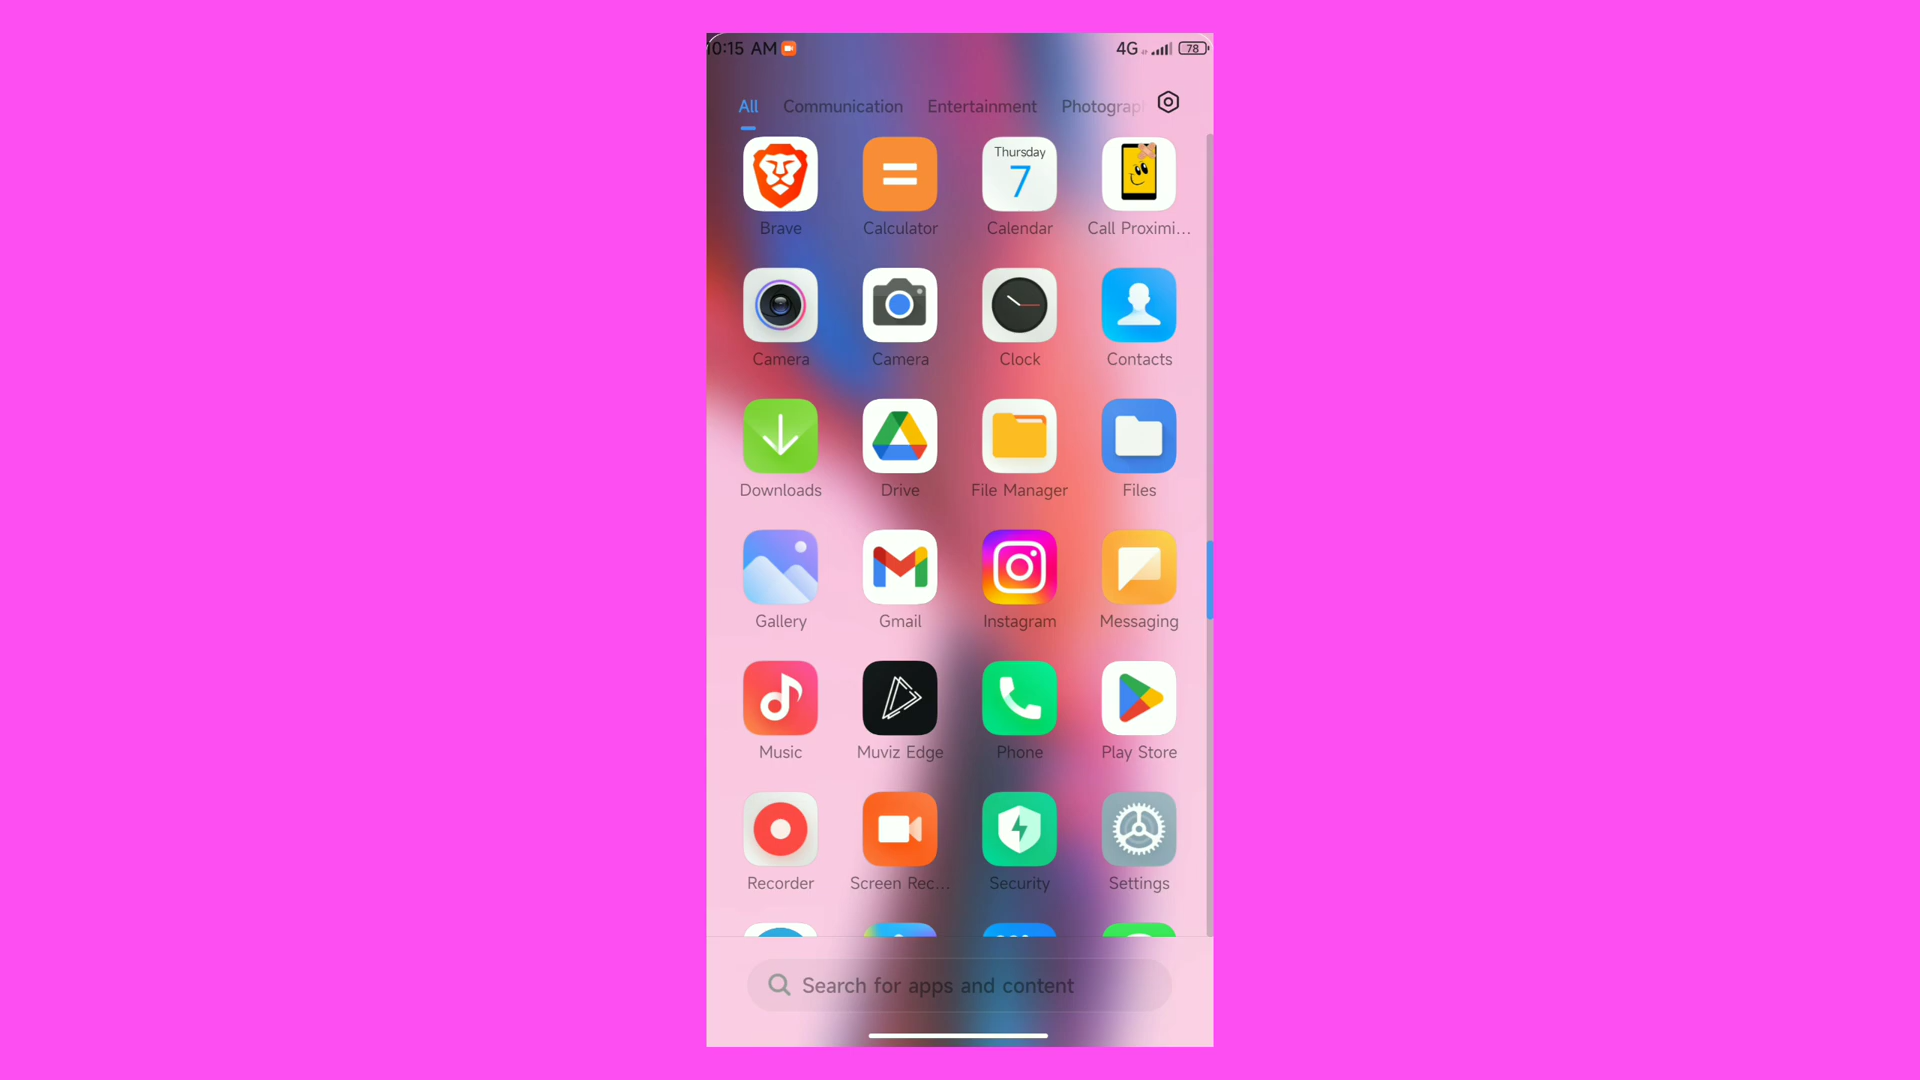 10:15 AM 4G 78
All Communication Entertainment Photograp
Thursday
7
Brave Calculator Calendar Call Proximi...
Camera Camera Clock Contacts
Downloads Drive File Manager Files
Gallery Gmail Instagram Messaging
Music Muviz Edge Phone Play Store
Recorder Screen Rec... Security Settings
Search for apps and content